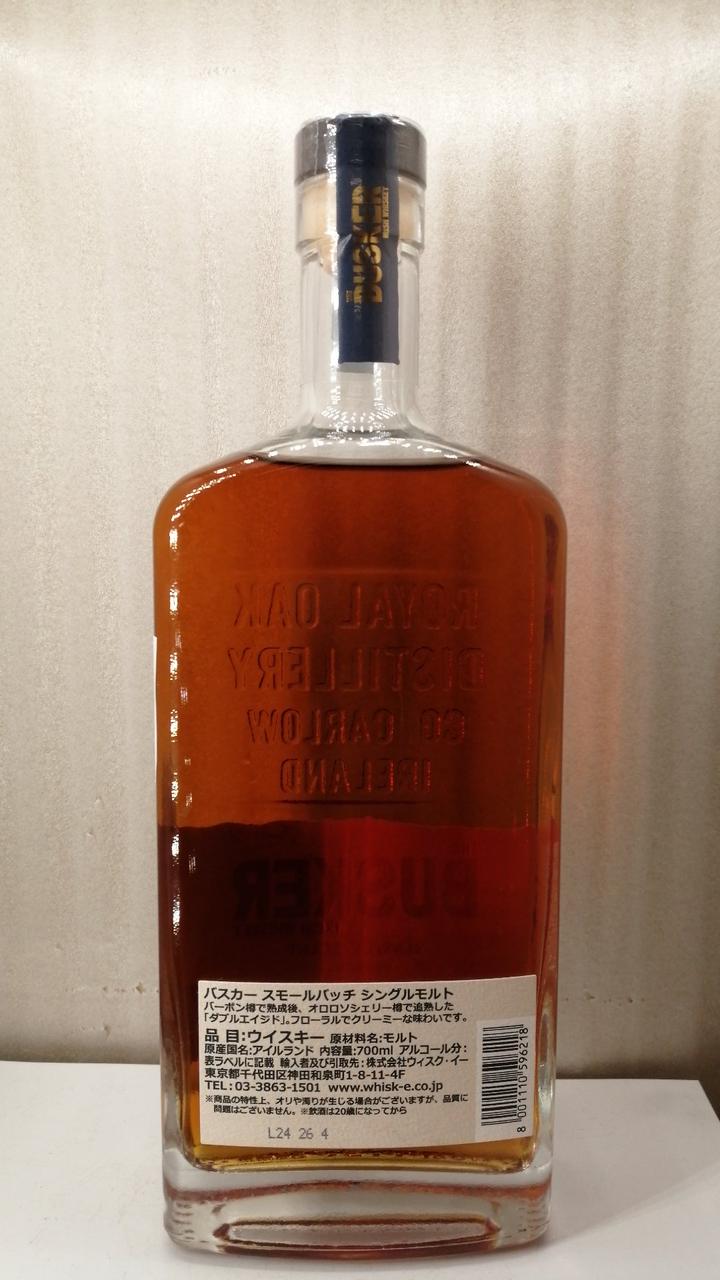 THE
BUSKER
IRISH WHISKEY
ROYAL OAK
DISTILLERY
CO CARLOW
IRELAND
BUSKER
バスカー スモールバッチ シングルモルト
バーボン樽で熟成後、オロロソシェリー樽で追熟した
「ダブルエイジド」。フローラルでクリーミーな味わいです。
品 目:ウイスキー 原材料名:モルト
原産国名:アイルランド 内容量:700ml アルコール分:
表ラベルに記載 輸入者及び引取先:株式会社ウィスク・イー
東京都千代田区神田和泉町1-8-11-4F
TEL:03-3863-1501 www.whisk-e.co.jp
※商品の特性上、オリや濁りが生じる場合がございますが、品質に
問題はございません。※飲酒は20歳になってから
8 001110 596218
L24 26 4